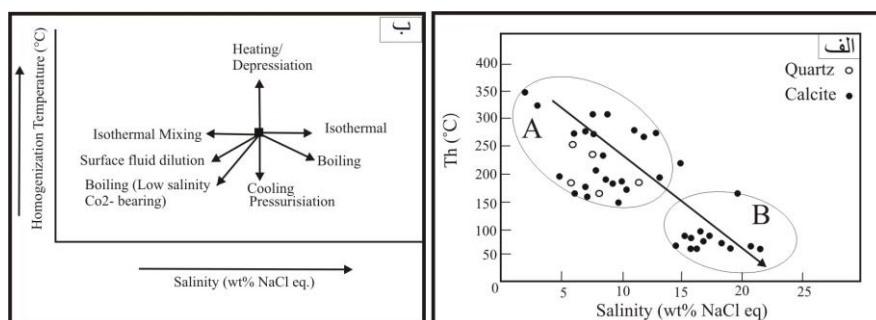 ب
Homogenization Temperature (°C)
Heating/
Depressiation
Isothermal Mixing
Isothermal
Surface fluid dilution
Boiling
Boiling (Low salinity
Co2- bearing)
Cooling
Pressurisiation
Salinity (wt% NaCl eq.)
الف
Quartz
Calcite
Th (°C)
400
350
300
250
200
150
100
50
A
B
0
5
10
15
20
25
Salinity (wt% NaCl eq)